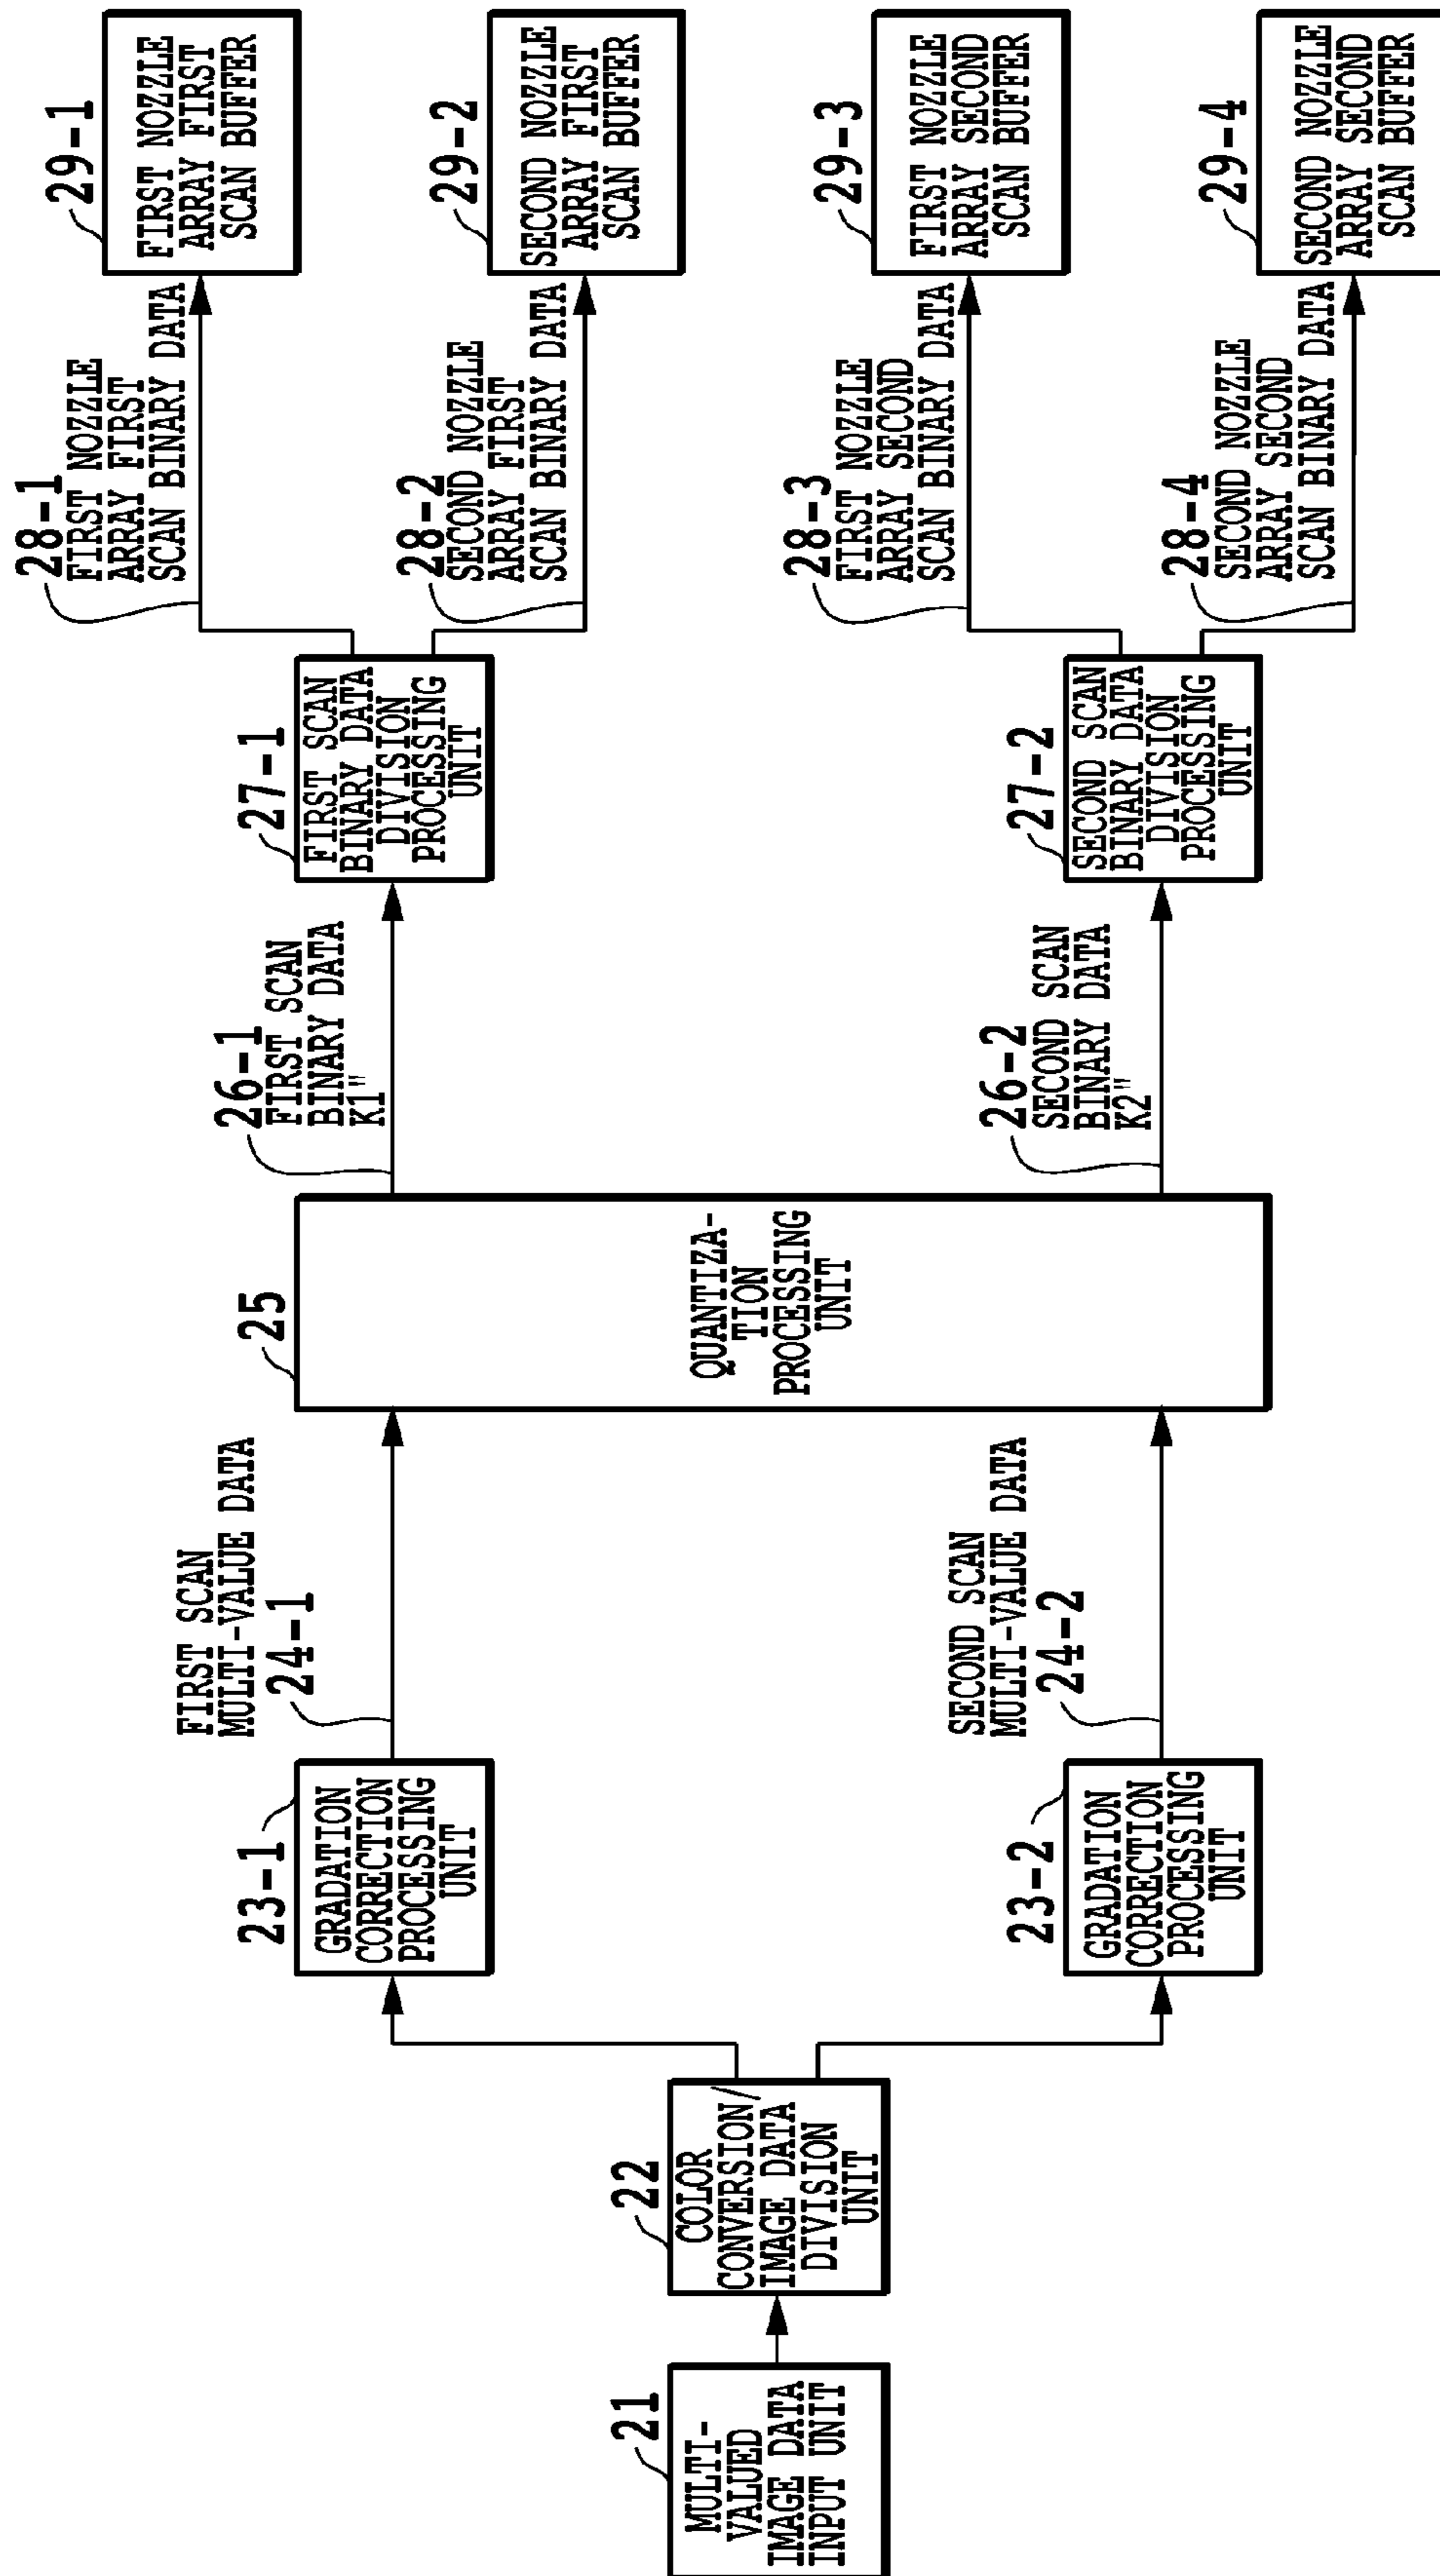 21
MULTI-
VALUED
IMAGE DATA
INPUT UNIT
22
COLOR
CONVERSION/
IMAGE DATA
DIVISION
UNIT
23-1
GRADATION
CORRECTION
PROCESSING
UNIT
23-2
GRADATION
CORRECTION
PROCESSING
UNIT
FIRST SCAN
MULTI-VALUE DATA
24-1
SECOND SCAN
MULTI-VALUE DATA
24-2
25
QUANTIZA-
TION
PROCESSING
UNIT
26-1
FIRST SCAN
BINARY DATA
K1"
26-2
SECOND SCAN
BINARY DATA
K2"
27-1
FIRST SCAN
BINARY DATA
DIVISION
PROCESSING
UNIT
27-2
SECOND SCAN
BINARY DATA
DIVISION
PROCESSING
UNIT
28-1
FIRST NOZZLE
ARRAY FIRST
SCAN BINARY DATA
28-2
SECOND NOZZLE
ARRAY FIRST
SCAN BINARY DATA
28-3
FIRST NOZZLE
ARRAY SECOND
SCAN BINARY DATA
28-4
SECOND NOZZLE
ARRAY SECOND
SCAN BINARY DATA
29-1
FIRST NOZZLE
ARRAY FIRST
SCAN BUFFER
29-2
SECOND NOZZLE
ARRAY FIRST
SCAN BUFFER
29-3
FIRST NOZZLE
ARRAY SECOND
SCAN BUFFER
29-4
SECOND NOZZLE
ARRAY SECOND
SCAN BUFFER